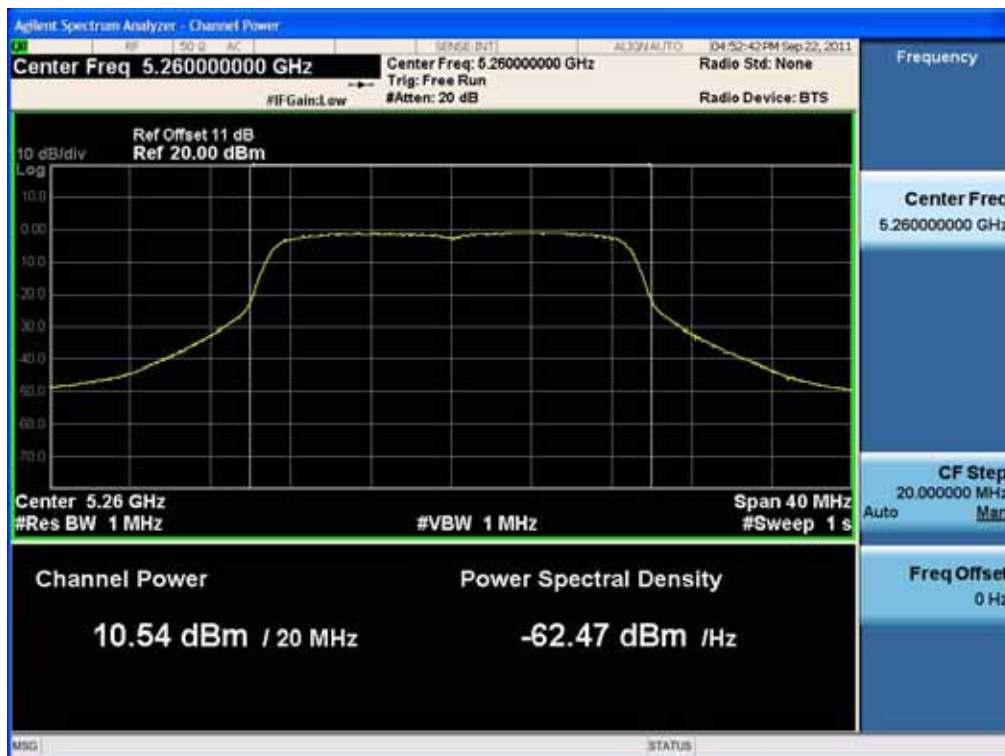 Agilent Spectrum Analyzer - Channel Power
RF 50 Ω AC SENSE:INT ALIGN AUTO 04:52:42 PM Sep 22, 2011
Center Freq 5.260000000 GHz
Center Freq: 5.260000000 GHz
Radio Std: None
Trig: Free Run
#IFGain:Low
#Atten: 20 dB
Radio Device: BTS
Ref Offset 11 dB
10 dB/div
Ref 20.00 dBm
Log
10.0
0.00
-10.0
-20.0
-30.0
-40.0
-50.0
-60.0
-70.0
Center 5.26 GHz
Span 40 MHz
#Res BW 1 MHz
#VBW 1 MHz
#Sweep 1 s
Channel Power
Power Spectral Density
10.54 dBm / 20 MHz
-62.47 dBm /Hz
MSG
STATUS
Frequency
Center Freq
5.260000000 GHz
CF Step
20.000000 MHz
Auto Man
Freq Offset
0 Hz